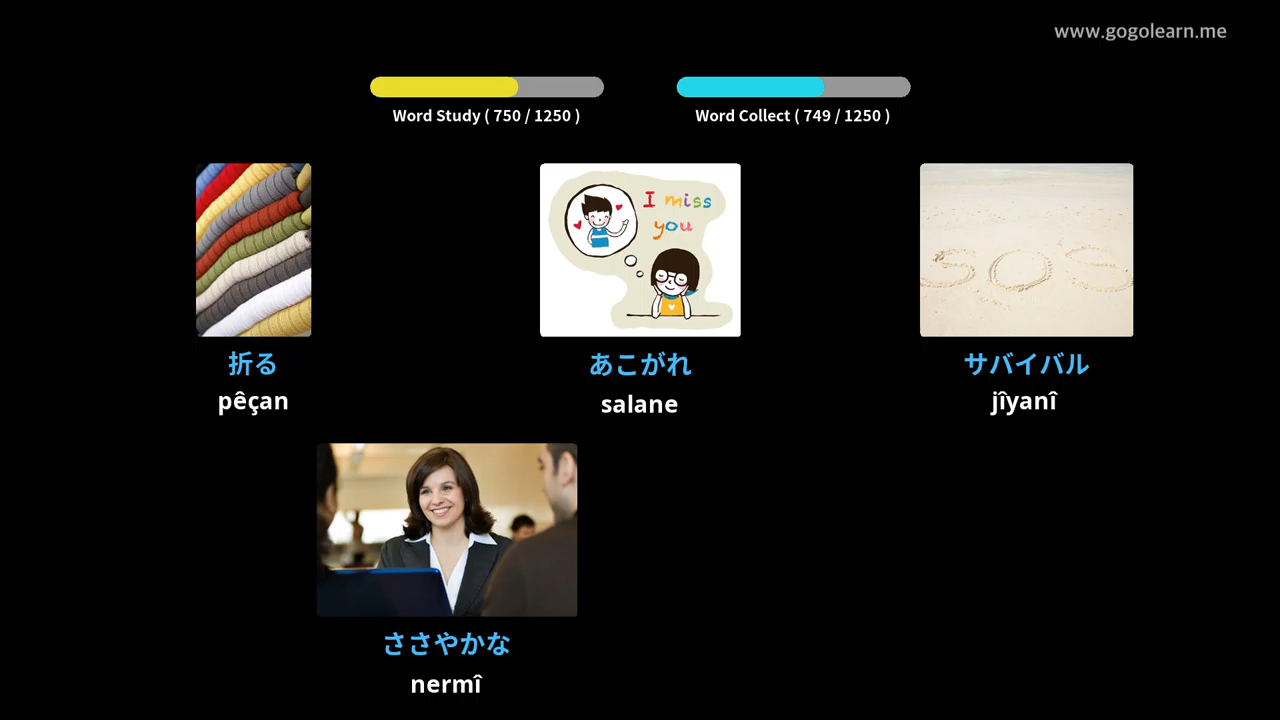 www.gogolearn.me
Word Study ( 750 / 1250 )
Word Collect ( 749 / 1250 )
I miss
you
SOS
折る
pêçan
あこがれ
salane
サバイバル
jîyanî
ささやかな
nermî